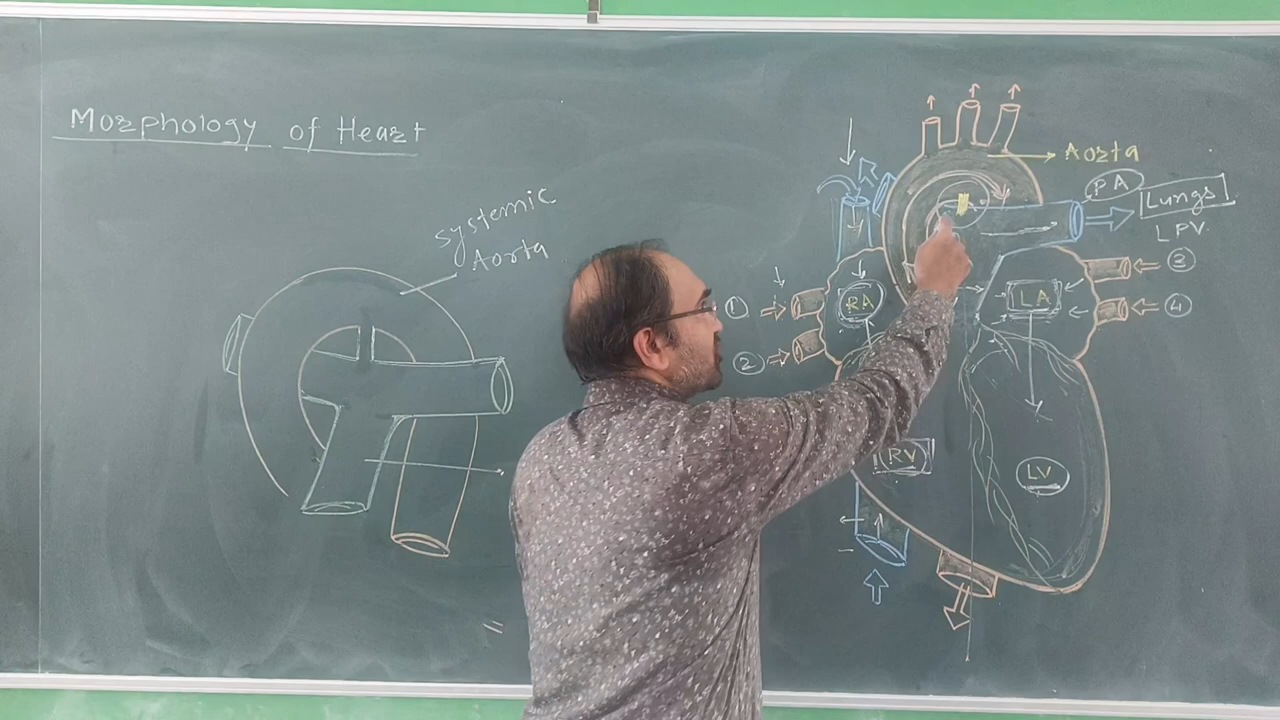 Morphology of Heart
systemic
Aorta
Aorta
PA
Lungs
LPV
RA
LA
1
2
3
4
RV
LV